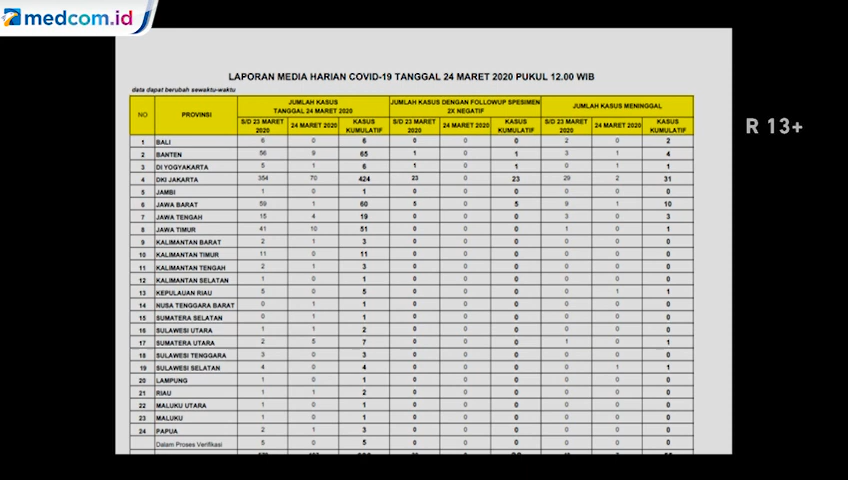 medcom.id
R 13+
LAPORAN MEDIA HARIAN COVID-19 TANGGAL 24 MARET 2020 PUKUL 12.00 WIB
data dapat berubah sewaktu-waktu
NO PROVINSI JUMLAH KASUS TANGGAL 24 MARET 2020 JUMLAH KASUS DENGAN FOLLOWUP SPESIMEN 2X NEGATIF JUMLAH KASUS MENINGGAL
S/D 23 MARET 2020 24 MARET 2020 KASUS KUMULATIF S/D 23 MARET 2020 24 MARET 2020 KASUS KUMULATIF S/D 23 MARET 2020 24 MARET 2020 KASUS KUMULATIF
1 BALI 6 0 6 0 0 0 2 0 2
2 BANTEN 56 9 65 1 0 1 3 1 4
3 DI YOGYAKARTA 5 1 6 1 0 1 0 1 1
4 DKI JAKARTA 354 70 424 23 0 23 29 2 31
5 JAMBI 1 0 1 0 0 0 0 0 0
6 JAWA BARAT 59 1 60 5 0 5 9 1 10
7 JAWA TENGAH 15 4 19 0 0 0 3 0 3
8 JAWA TIMUR 41 10 51 0 0 0 1 0 1
9 KALIMANTAN BARAT 2 1 3 0 0 0 0 0 0
10 KALIMANTAN TIMUR 11 0 11 0 0 0 0 0 0
11 KALIMANTAN TENGAH 2 1 3 0 0 0 0 0 0
12 KALIMANTAN SELATAN 1 0 1 0 0 0 0 0 0
13 KEPULAUAN RIAU 5 0 5 0 0 0 0 1 1
14 NUSA TENGGARA BARAT 0 1 1 0 0 0 0 0 0
15 SUMATERA SELATAN 0 1 1 0 0 0 0 0 0
16 SULAWESI UTARA 1 1 2 0 0 0 0 0 0
17 SUMATERA UTARA 2 5 7 0 0 0 1 0 1
18 SULAWESI TENGGARA 3 0 3 0 0 0 0 0 0
19 SULAWESI SELATAN 4 0 4 0 0 0 0 1 1
20 LAMPUNG 1 0 1 0 0 0 0 0 0
21 RIAU 1 1 2 0 0 0 0 0 0
22 MALUKU UTARA 1 0 1 0 0 0 0 0 0
23 MALUKU 1 0 1 0 0 0 0 0 0
24 PAPUA 2 1 3 0 0 0 0 0 0
Dalam Proses Verifikasi 5 0 5 0 0 0 0 0 0